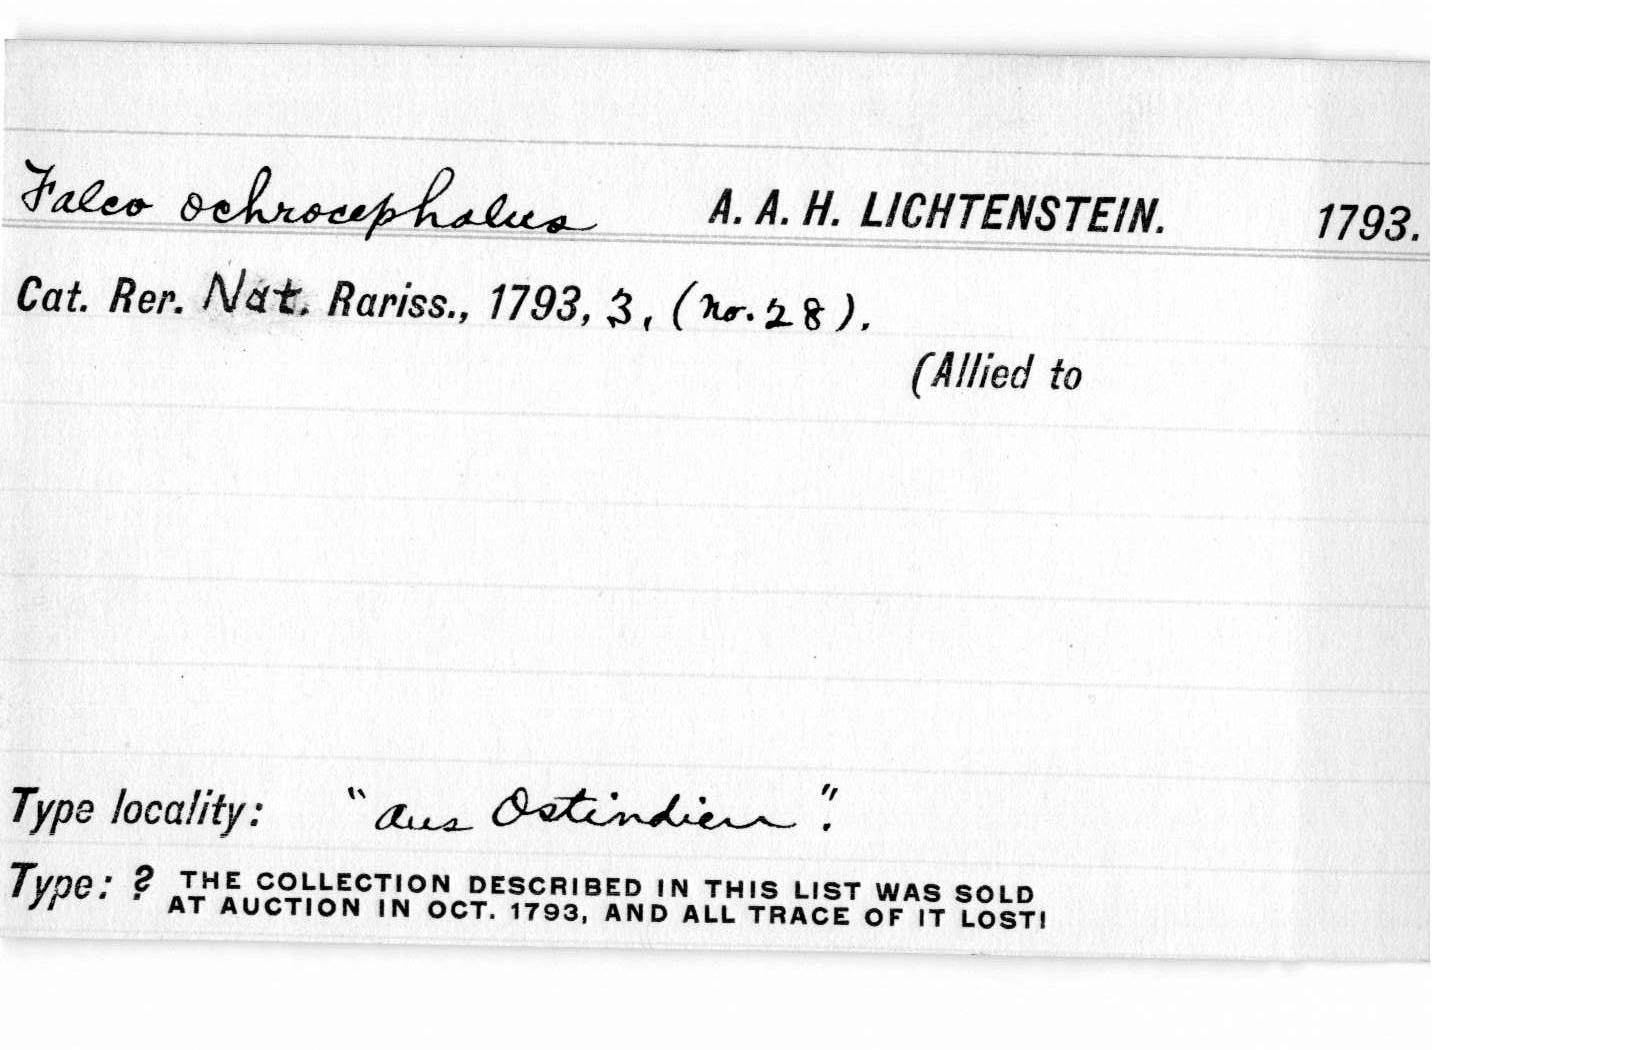 Falco ochrocephalus A. A. H. LICHTENSTEIN. 1793.
Cat. Rer. Nat. Rariss., 1793, 3, (no. 28).
(Allied to
Type locality: "aus Ostindien".
Type: ? THE COLLECTION DESCRIBED IN THIS LIST WAS SOLD
AT AUCTION IN OCT. 1793, AND ALL TRACE OF IT LOST!